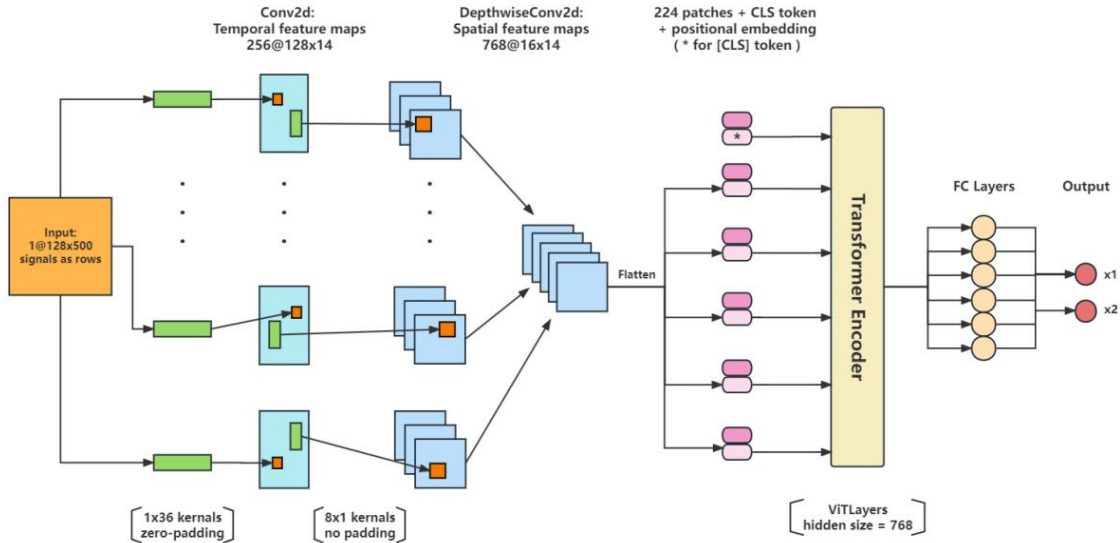 Conv2d:
Temporal feature maps
256@128x14
DepthwiseConv2d:
Spatial feature maps
768@16x14
224 patches + CLS token
+ positional embedding
( * for [CLS] token )
*
Input:
1@128x500
signals as rows
Flatten
Transformer Encoder
FC Layers
Output
x1
x2
1x36 kernals
zero-padding
8x1 kernals
no padding
ViTLayers
hidden size = 768